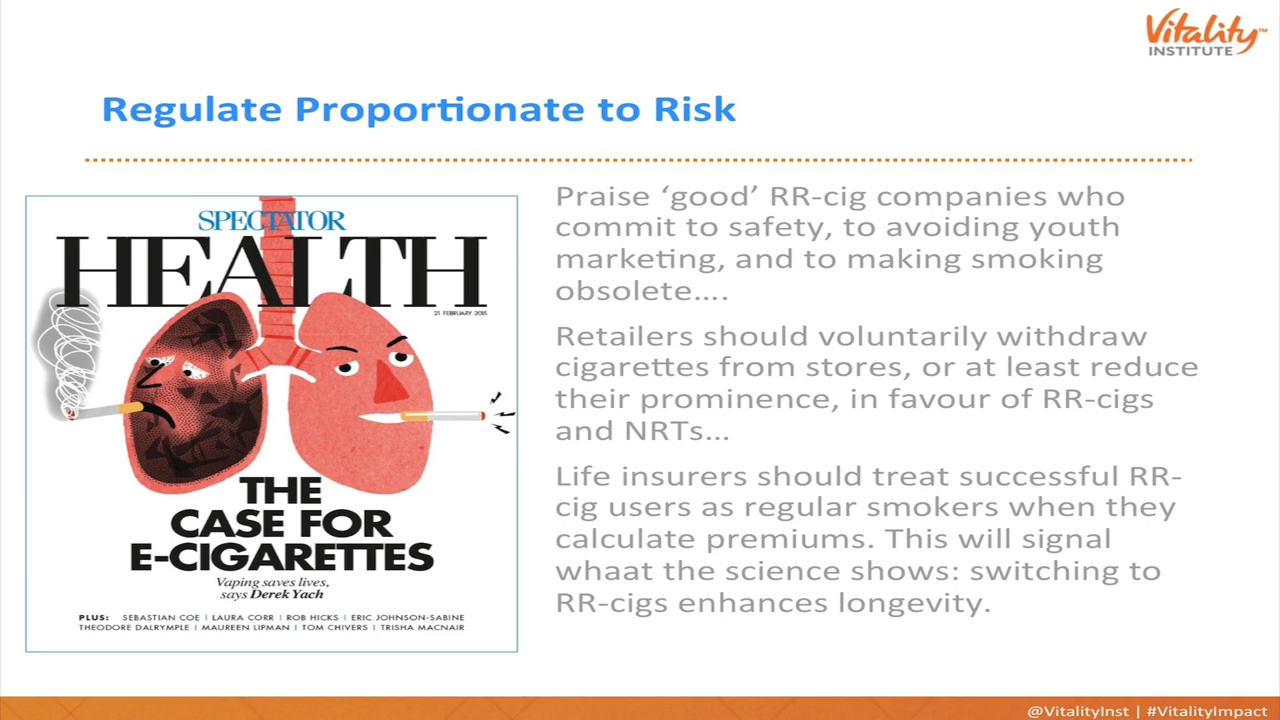 Vitality™
INSTITUTE
Regulate Proportionate to Risk
SPECTATOR
HEALTH
21 FEBRUARY 2015
THE
CASE FOR
E-CIGARETTES
Vaping saves lives,
says Derek Yach
PLUS: SEBASTIAN COE | LAURA CORR | ROB HICKS | ERIC JOHNSON-SABINE
THEODORE DALRYMPLE | MAUREEN LIPMAN | TOM CHIVERS | TRISHA MACNAIR
Praise ‘good’ RR-cig companies who
commit to safety, to avoiding youth
marketing, and to making smoking
obsolete….
Retailers should voluntarily withdraw
cigarettes from stores, or at least reduce
their prominence, in favour of RR-cigs
and NRTs…
Life insurers should treat successful RR-
cig users as regular smokers when they
calculate premiums. This will signal
whaat the science shows: switching to
RR-cigs enhances longevity.
@VitalityInst | #VitalityImpact